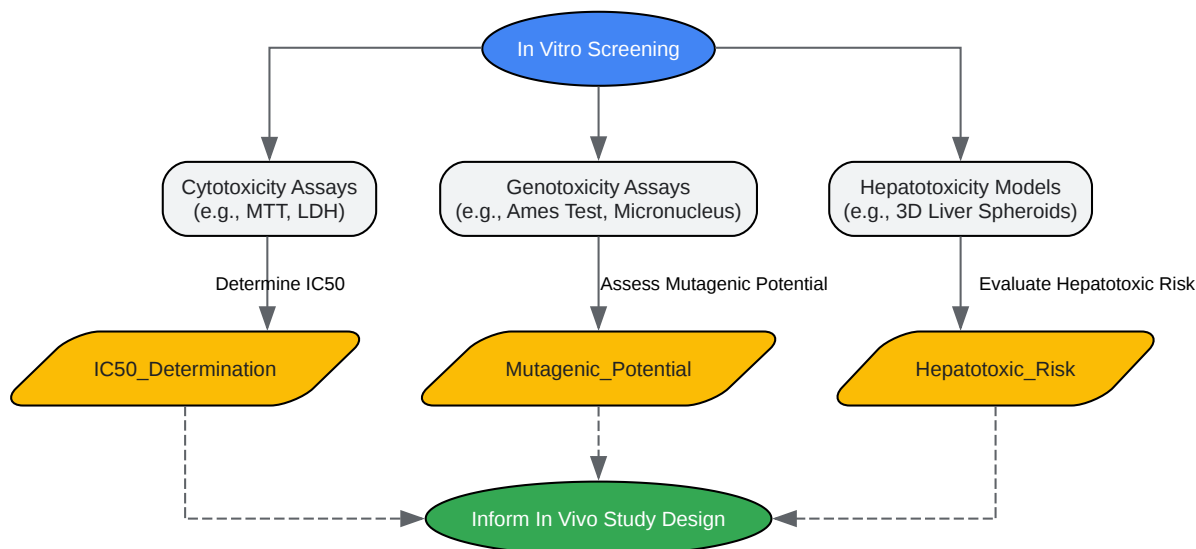 In Vitro Screening
Cytotoxicity Assays
(e.g., MTT, LDH)
Genotoxicity Assays
(e.g., Ames Test, Micronucleus)
Hepatotoxicity Models
(e.g., 3D Liver Spheroids)
Determine IC50
Assess Mutagenic Potential
Evaluate Hepatotoxic Risk
IC50_Determination
Mutagenic_Potential
Hepatotoxic_Risk
Inform In Vivo Study Design